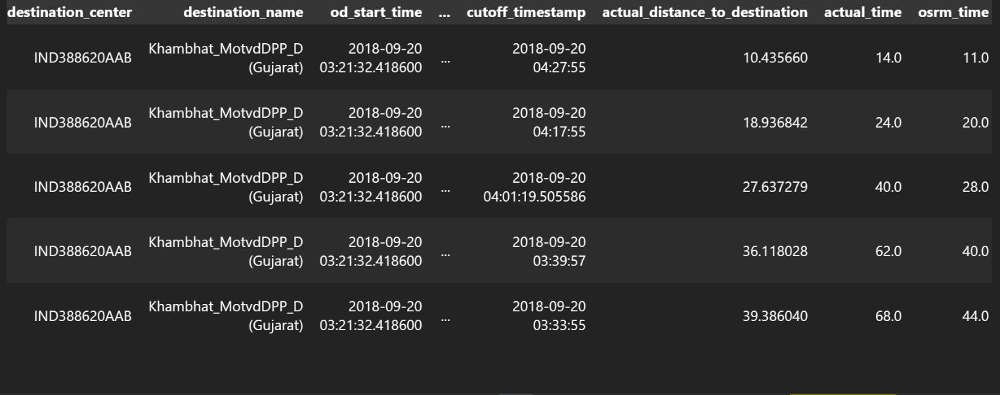 destination_center destination_name od_start_time ... cutoff_timestamp actual_distance_to_destination actual_time osrm_time
IND388620AAB Khambhat_MotvdDPP_D (Gujarat) 2018-09-20 03:21:32.418600 ... 2018-09-20 04:27:55 10.435660 14.0 11.0
IND388620AAB Khambhat_MotvdDPP_D (Gujarat) 2018-09-20 03:21:32.418600 ... 2018-09-20 04:17:55 18.936842 24.0 20.0
IND388620AAB Khambhat_MotvdDPP_D (Gujarat) 2018-09-20 03:21:32.418600 ... 2018-09-20 04:01:19.505586 27.637279 40.0 28.0
IND388620AAB Khambhat_MotvdDPP_D (Gujarat) 2018-09-20 03:21:32.418600 ... 2018-09-20 03:39:57 36.118028 62.0 40.0
IND388620AAB Khambhat_MotvdDPP_D (Gujarat) 2018-09-20 03:21:32.418600 ... 2018-09-20 03:33:55 39.386040 68.0 44.0